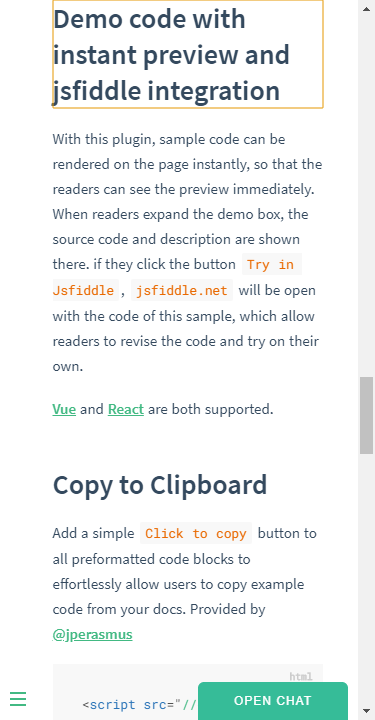 Demo code with
instant preview and
jsfiddle integration
With this plugin, sample code can be
rendered on the page instantly, so that the
readers can see the preview immediately.
When readers expand the demo box, the
source code and description are shown
there. if they click the button Try in
Jsfiddle , jsfiddle.net will be open
with the code of this sample, which allow
readers to revise the code and try on their
own.
Vue and React are both supported.
Copy to Clipboard
Add a simple Click to copy button to
all preformatted code blocks to
effortlessly allow users to copy example
code from your docs. Provided by
@jperasmus
html
<script src="//
OPEN CHAT